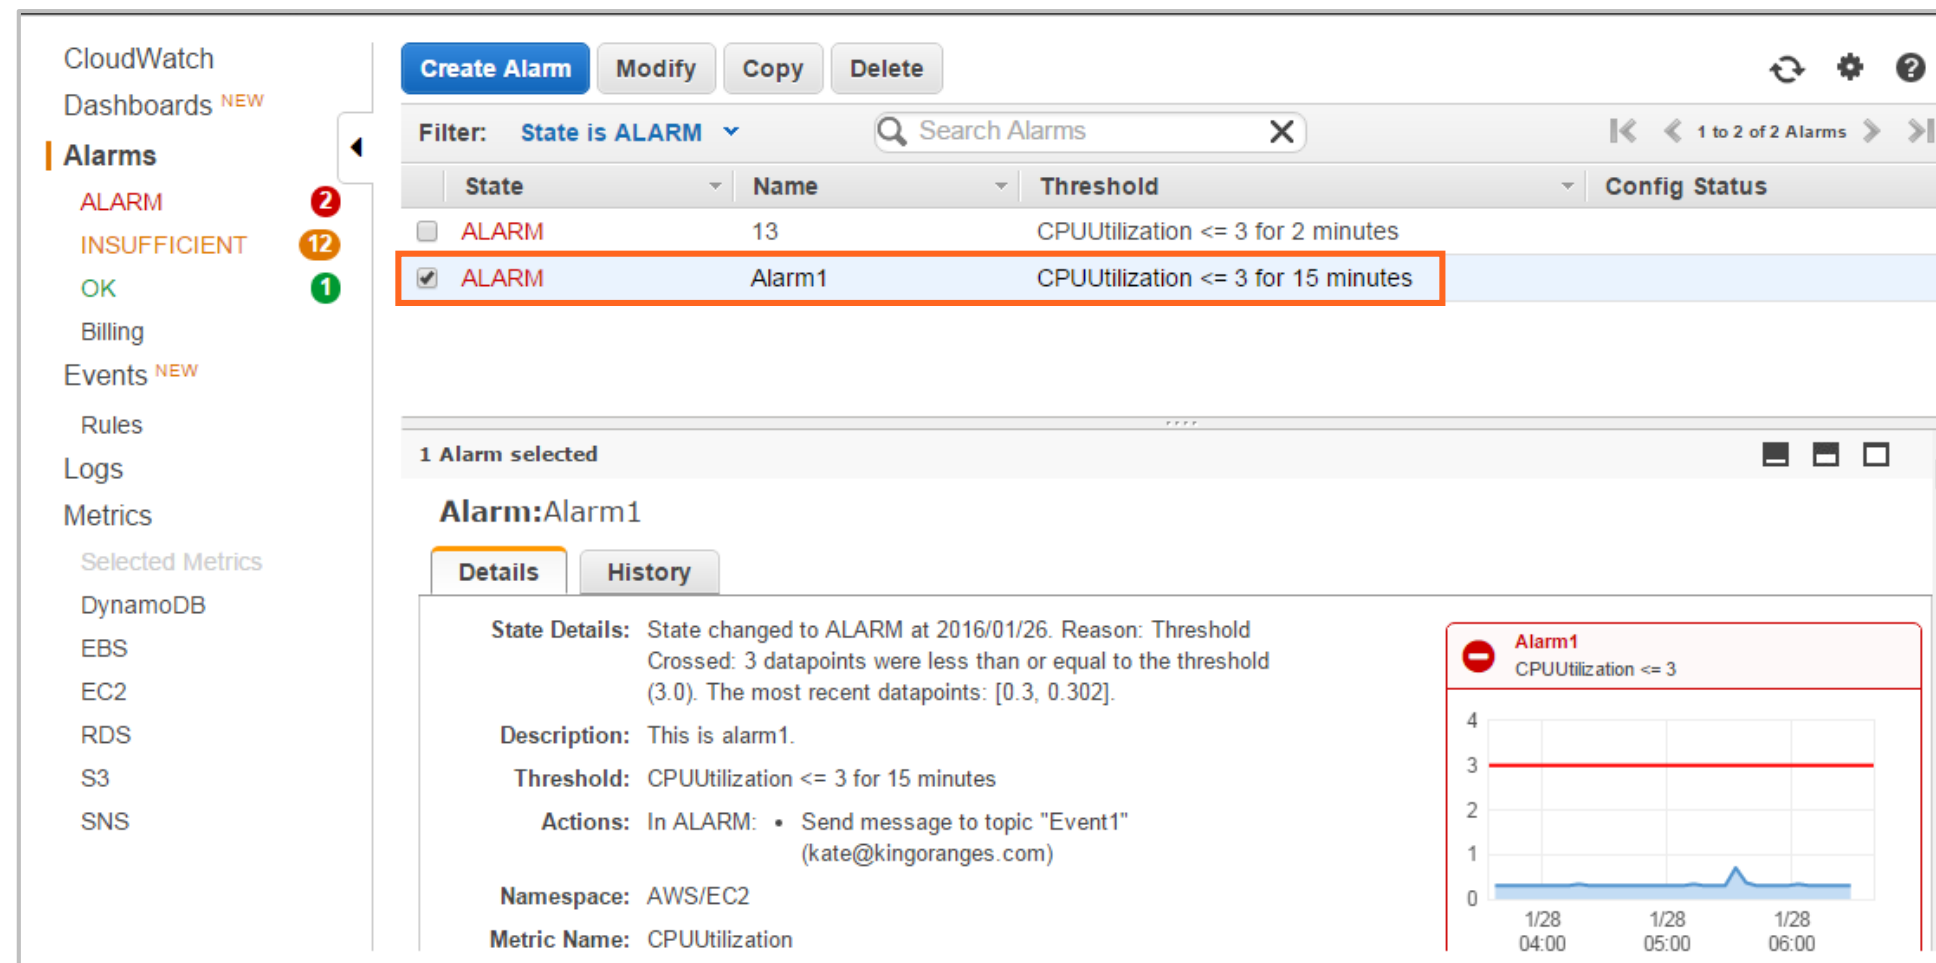 CloudWatch
Dashboards NEW
Alarms
ALARM 2
INSUFFICIENT 12
OK 1
Billing
Events NEW
Rules
Logs
Metrics
Selected Metrics
DynamoDB
EBS
EC2
RDS
S3
SNS
Create Alarm Modify Copy Delete
Filter: State is ALARM Search Alarms 1 to 2 of 2 Alarms
State Name Threshold Config Status
ALARM 13 CPUUtilization <= 3 for 2 minutes
ALARM Alarm1 CPUUtilization <= 3 for 15 minutes
1 Alarm selected
Alarm:Alarm1
Details History
State Details: State changed to ALARM at 2016/01/26. Reason: Threshold
Crossed: 3 datapoints were less than or equal to the threshold
(3.0). The most recent datapoints: [0.3, 0.302].
Description: This is alarm1.
Threshold: CPUUtilization <= 3 for 15 minutes
Actions: In ALARM: • Send message to topic "Event1"
(kate@kingoranges.com)
Namespace: AWS/EC2
Metric Name: CPUUtilization
Alarm1
CPUUtilization <= 3
4
3
2
1
0
1/28 1/28 1/28
04:00 05:00 06:00